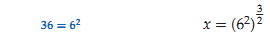 36 = 6²
x = (6²)^{3/2}